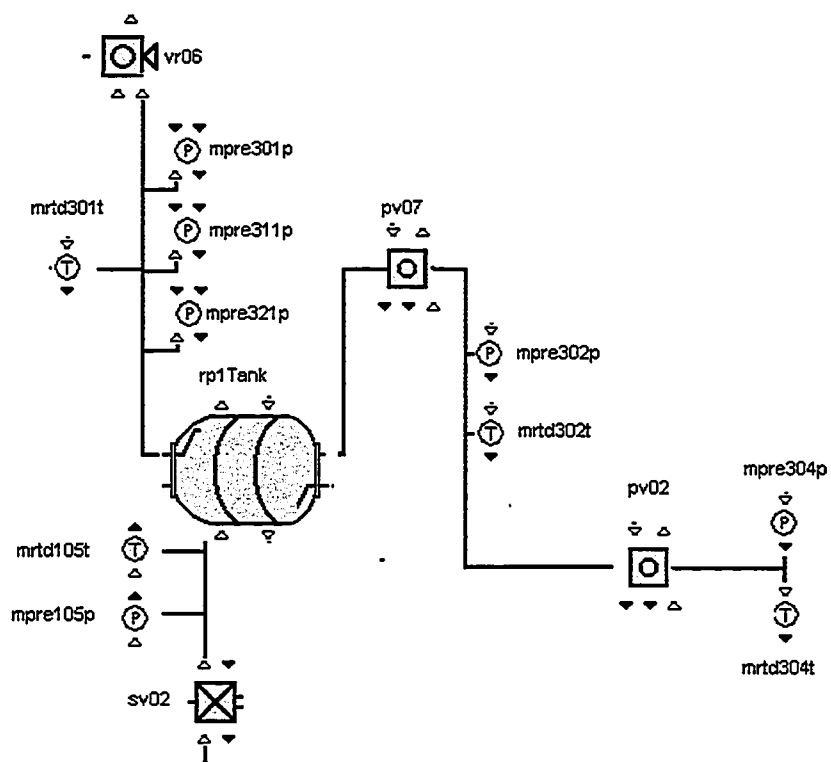 vr06
P mpre301p
mrtd301t
P mpre311p
pv07
T
P mpre321p
P mpre302p
rp1Tank
T mrtd302t
mpre304p
pv02
P
mrtd105t T
mpre105p P
T
mrtd304t
sv02